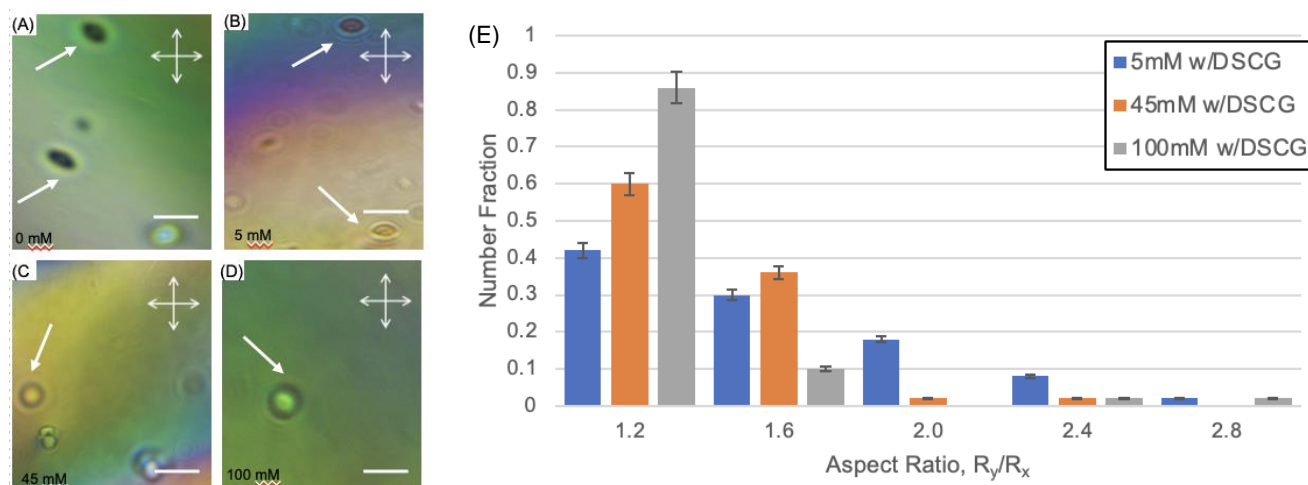 (A)
0 mM
(B)
5 mM
(C)
45 mM
(D)
100 mM
(E)
Number Fraction
1
0.9
0.8
0.7
0.6
0.5
0.4
0.3
0.2
0.1
0
1.2 1.6 2.0 2.4 2.8
Aspect Ratio, Ry/Rx
5mM w/DSCG
45mM w/DSCG
100mM w/DSCG